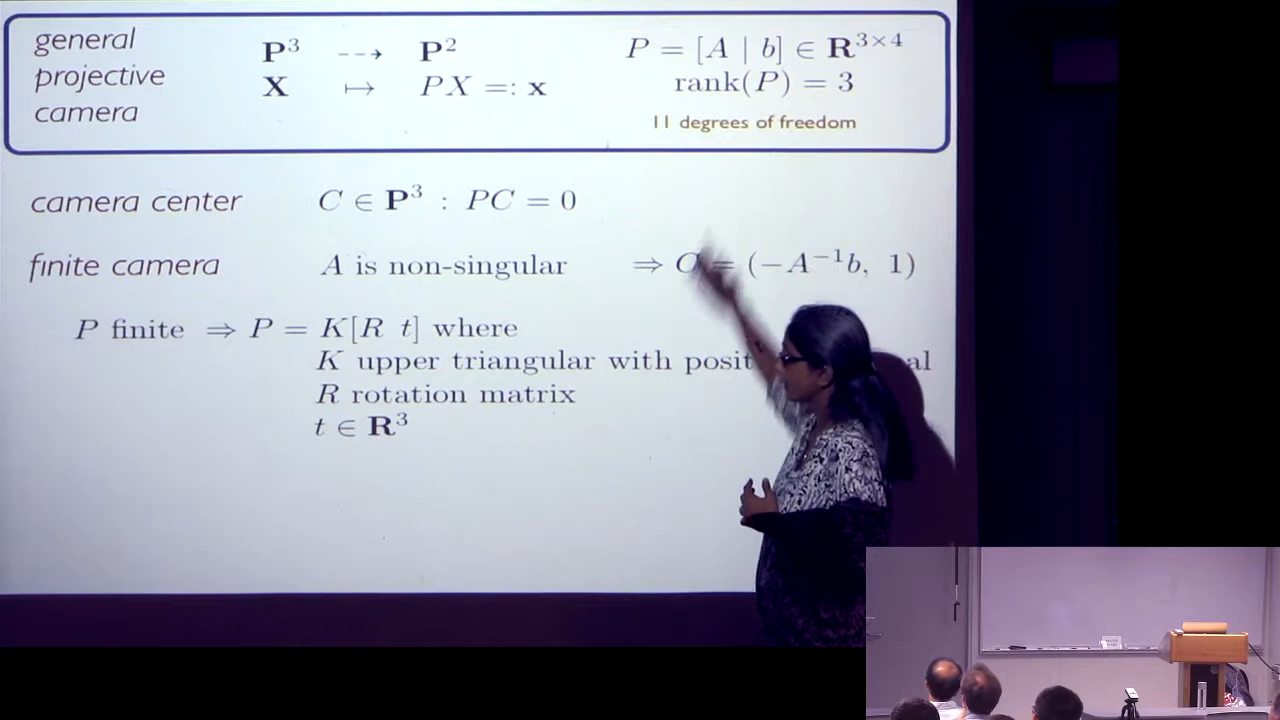 general
projective
camera
P³ ⇢ P²
X ↦ PX =: x
P = [A | b] ∈ R³ˣ⁴
rank(P) = 3
11 degrees of freedom
camera center C ∈ P³ : PC = 0
finite camera A is non-singular ⇒ C = (−A⁻¹b, 1)
P finite ⇒ P = K[R t] where
K upper triangular with
R rotation matrix
t ∈ R³